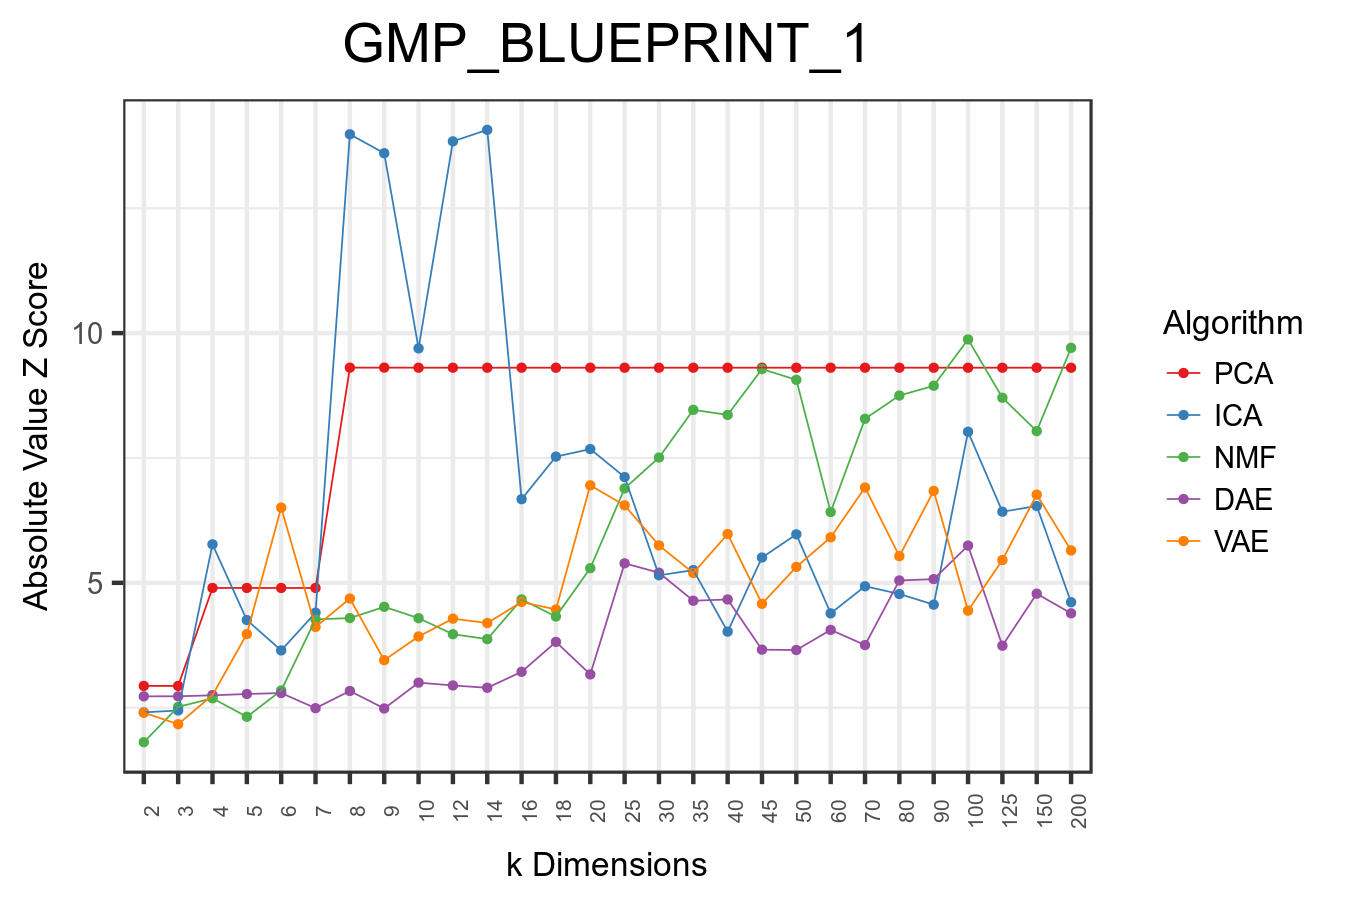 GMP_BLUEPRINT_1
Absolute Value Z Score
10
5
2 3 4 5 6 7 8 9 10 12 14 16 18 20 25 30 35 40 45 50 60 70 80 90 100 125 150 200
k Dimensions
Algorithm
PCA
ICA
NMF
DAE
VAE